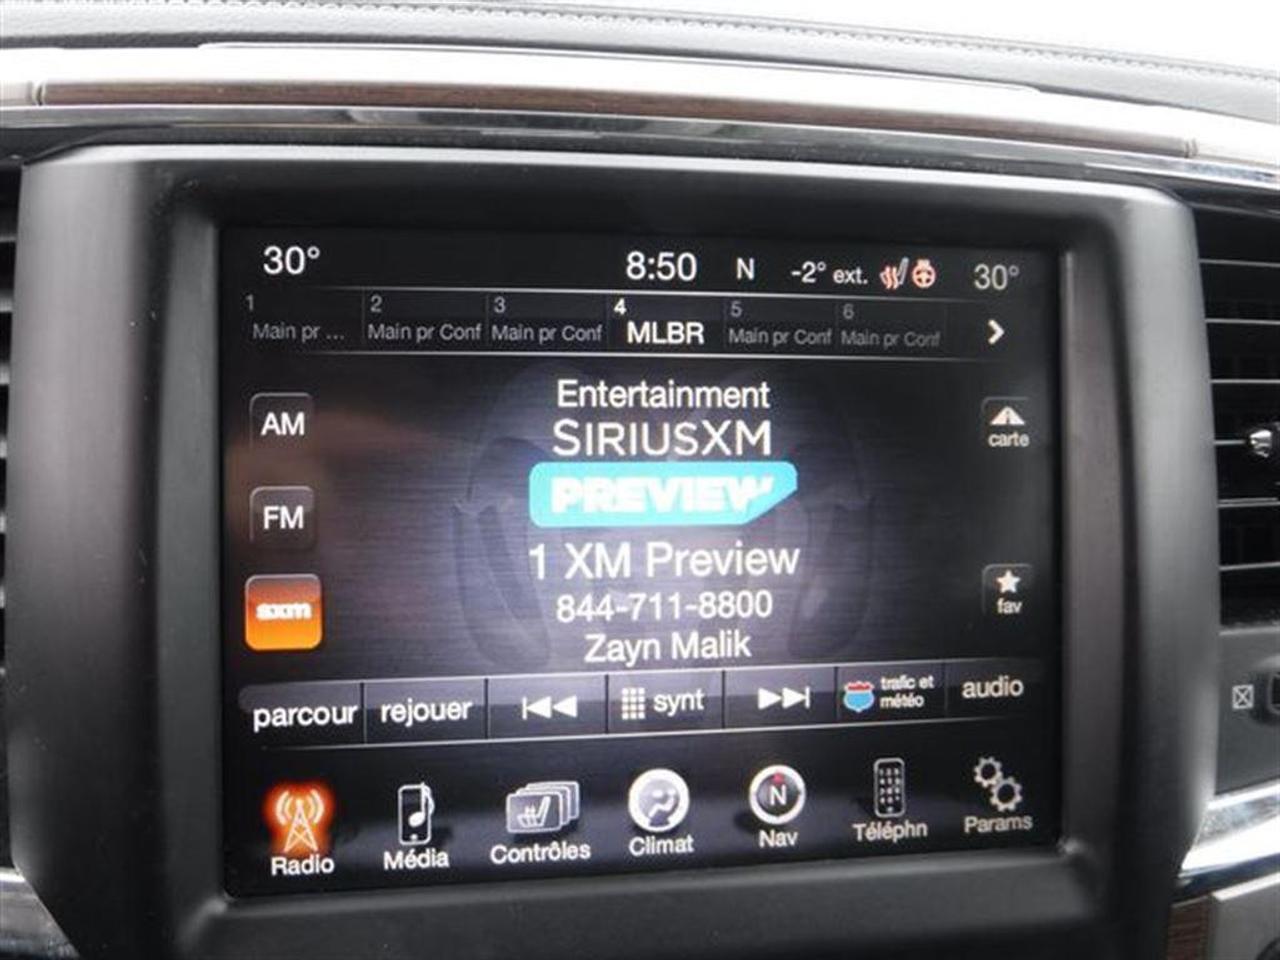 30° 8:50 N -2° ext. 30°
1 2 3 4 5 6
Main pr ... Main pr Conf Main pr Conf MLBR Main pr Conf Main pr Conf
Entertainment
SIRIUSXM
PREVIEW
1 XM Preview
844-711-8800
Zayn Malik
AM
FM
sxm
carte
fav
parcour rejouer synt trafic et météo audio
Radio Média Contrôles Climat N Nav Téléphn Params